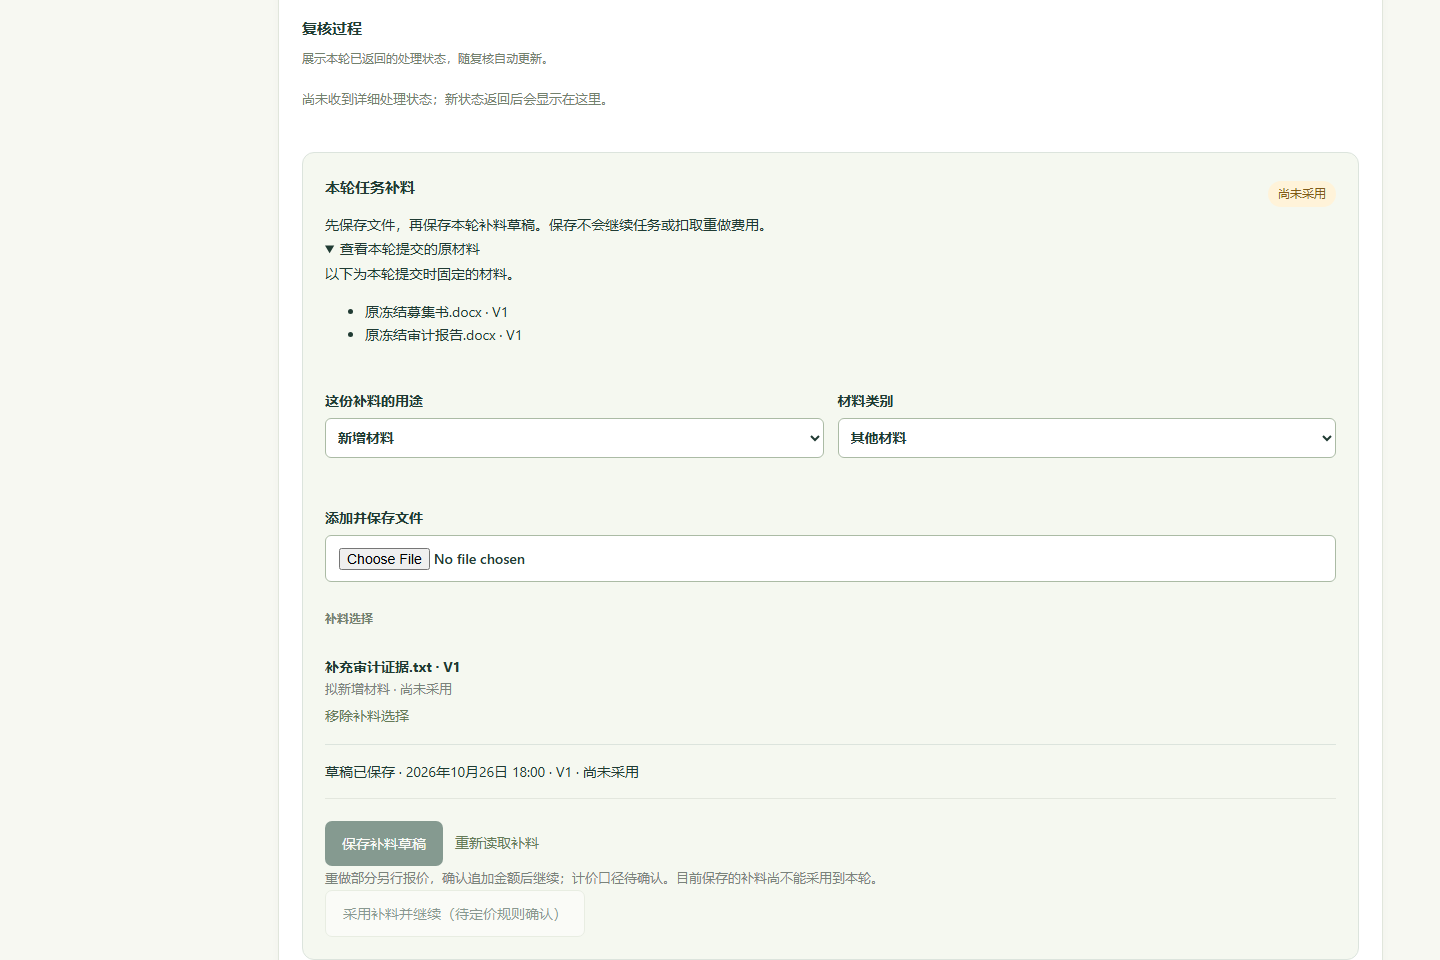 复核过程
展示本轮已返回的处理状态，随复核自动更新。
尚未收到详细处理状态；新状态返回后会显示在这里。
本轮任务补料
尚未采用
先保存文件，再保存本轮补料草稿。保存不会继续任务或扣取重做费用。
▼ 查看本轮提交的原材料
以下为本轮提交时固定的材料。
• 原冻结募集书.docx · V1
• 原冻结审计报告.docx · V1
这份补料的用途
材料类别
新增材料
其他材料
添加并保存文件
Choose File No file chosen
补料选择
补充审计证据.txt · V1
拟新增材料 · 尚未采用
移除补料选择
草稿已保存 · 2026年10月26日 18:00 · V1 · 尚未采用
保存补料草稿
重新读取补料
重做部分另行报价，确认追加金额后继续；计价口径待确认。目前保存的补料尚不能采用到本轮。
采用补料并继续（待定价规则确认）